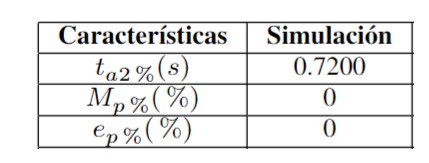 Características Simulación
t_{a2 %}(s) 0.7200
M_{p %}( %) 0
e_{p %}( %) 0